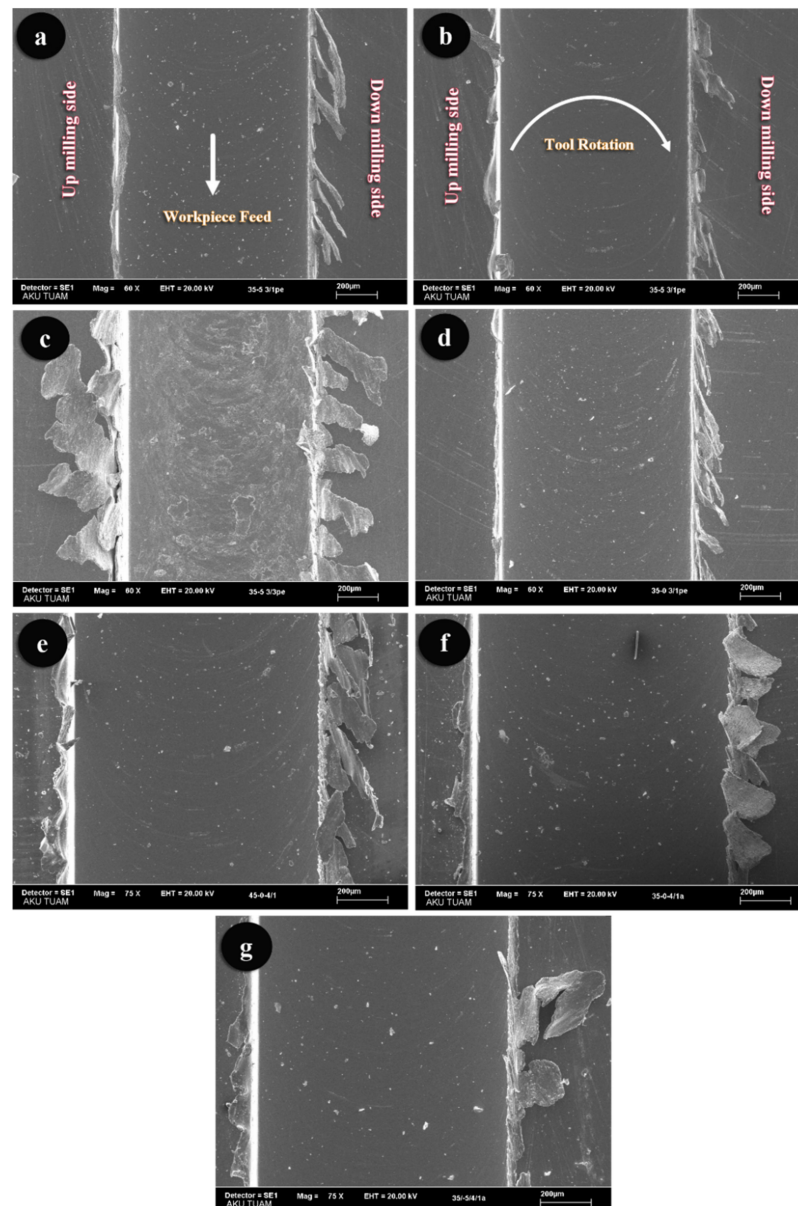 a
Up milling side
Workpiece Feed
Down milling side
Detector = SE1 Mag = 60 X EHT = 20.00 kV 35-5 3/1pe 200µm
AKU TUAM
b
Up milling side
Tool Rotation
Down milling side
Detector = SE1 Mag = 60 X EHT = 20.00 kV 35-5 3/1pe 200µm
AKU TUAM
c
Detector = SE1 Mag = 60 X EHT = 20.00 kV 35-5 3/3pe 200µm
AKU TUAM
d
Detector = SE1 Mag = 60 X EHT = 20.00 kV 35-0 3/1pe 200µm
AKU TUAM
e
Detector = SE1 Mag = 75 X EHT = 20.00 kV 45-0-4/1 200µm
AKU TUAM
f
Detector = SE1 Mag = 75 X EHT = 20.00 kV 35-0-4/1a 200µm
AKU TUAM
g
Detector = SE1 Mag = 75 X EHT = 20.00 kV 35/-5/4/1a 200µm
AKU TUAM